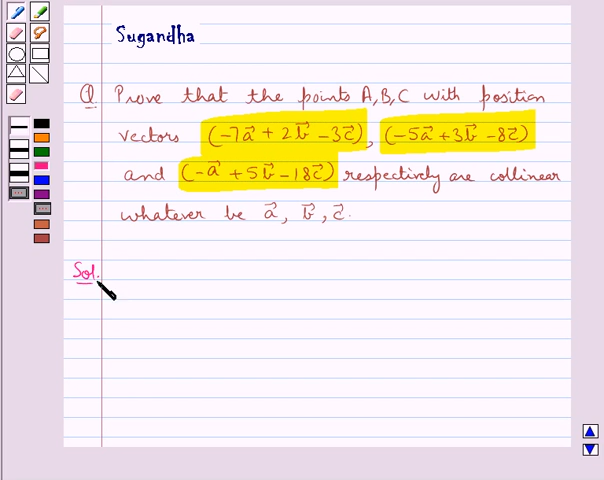 Sugandha
Q Prove that the points A, B, C with position
vectors (-7a⃗ + 2b⃗ - 3c⃗), (-5a⃗ + 3b⃗ - 8c⃗)
and (-a⃗ + 5b⃗ - 18c⃗) respectively are collinear
whatever be a⃗, b⃗, c⃗.
Sol.